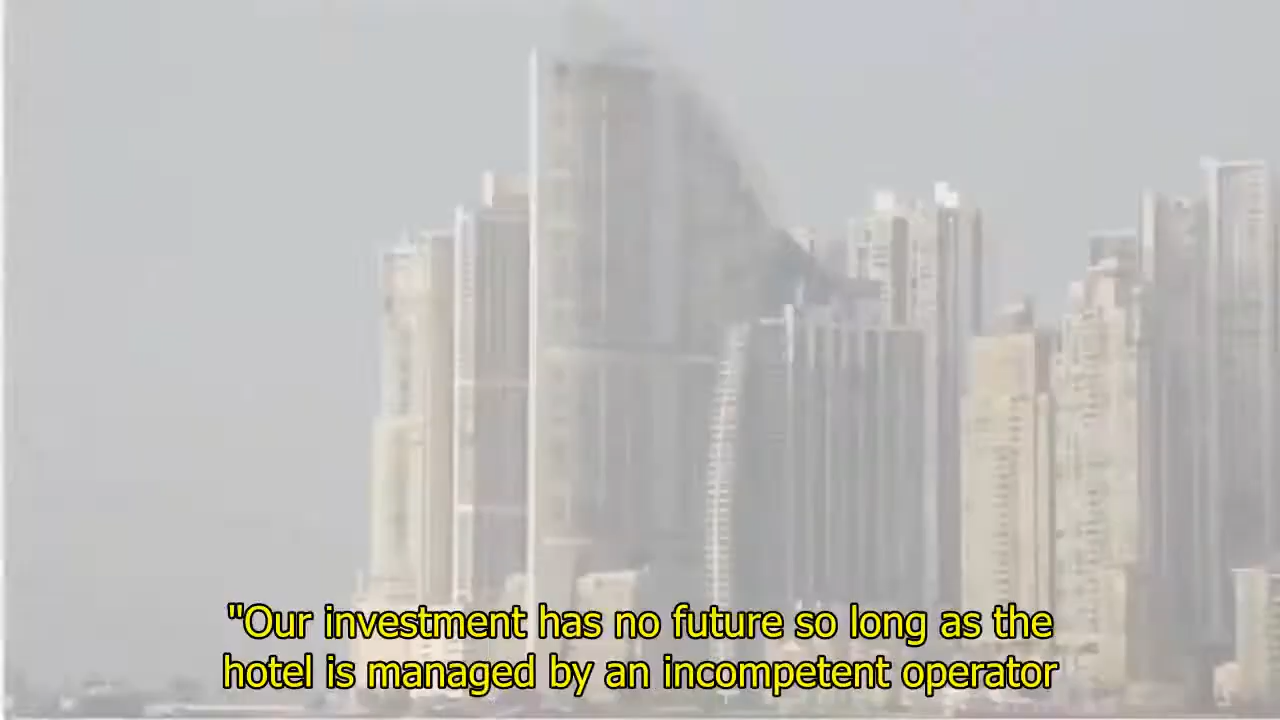 "Our investment has no future so long as the
hotel is managed by an incompetent operator